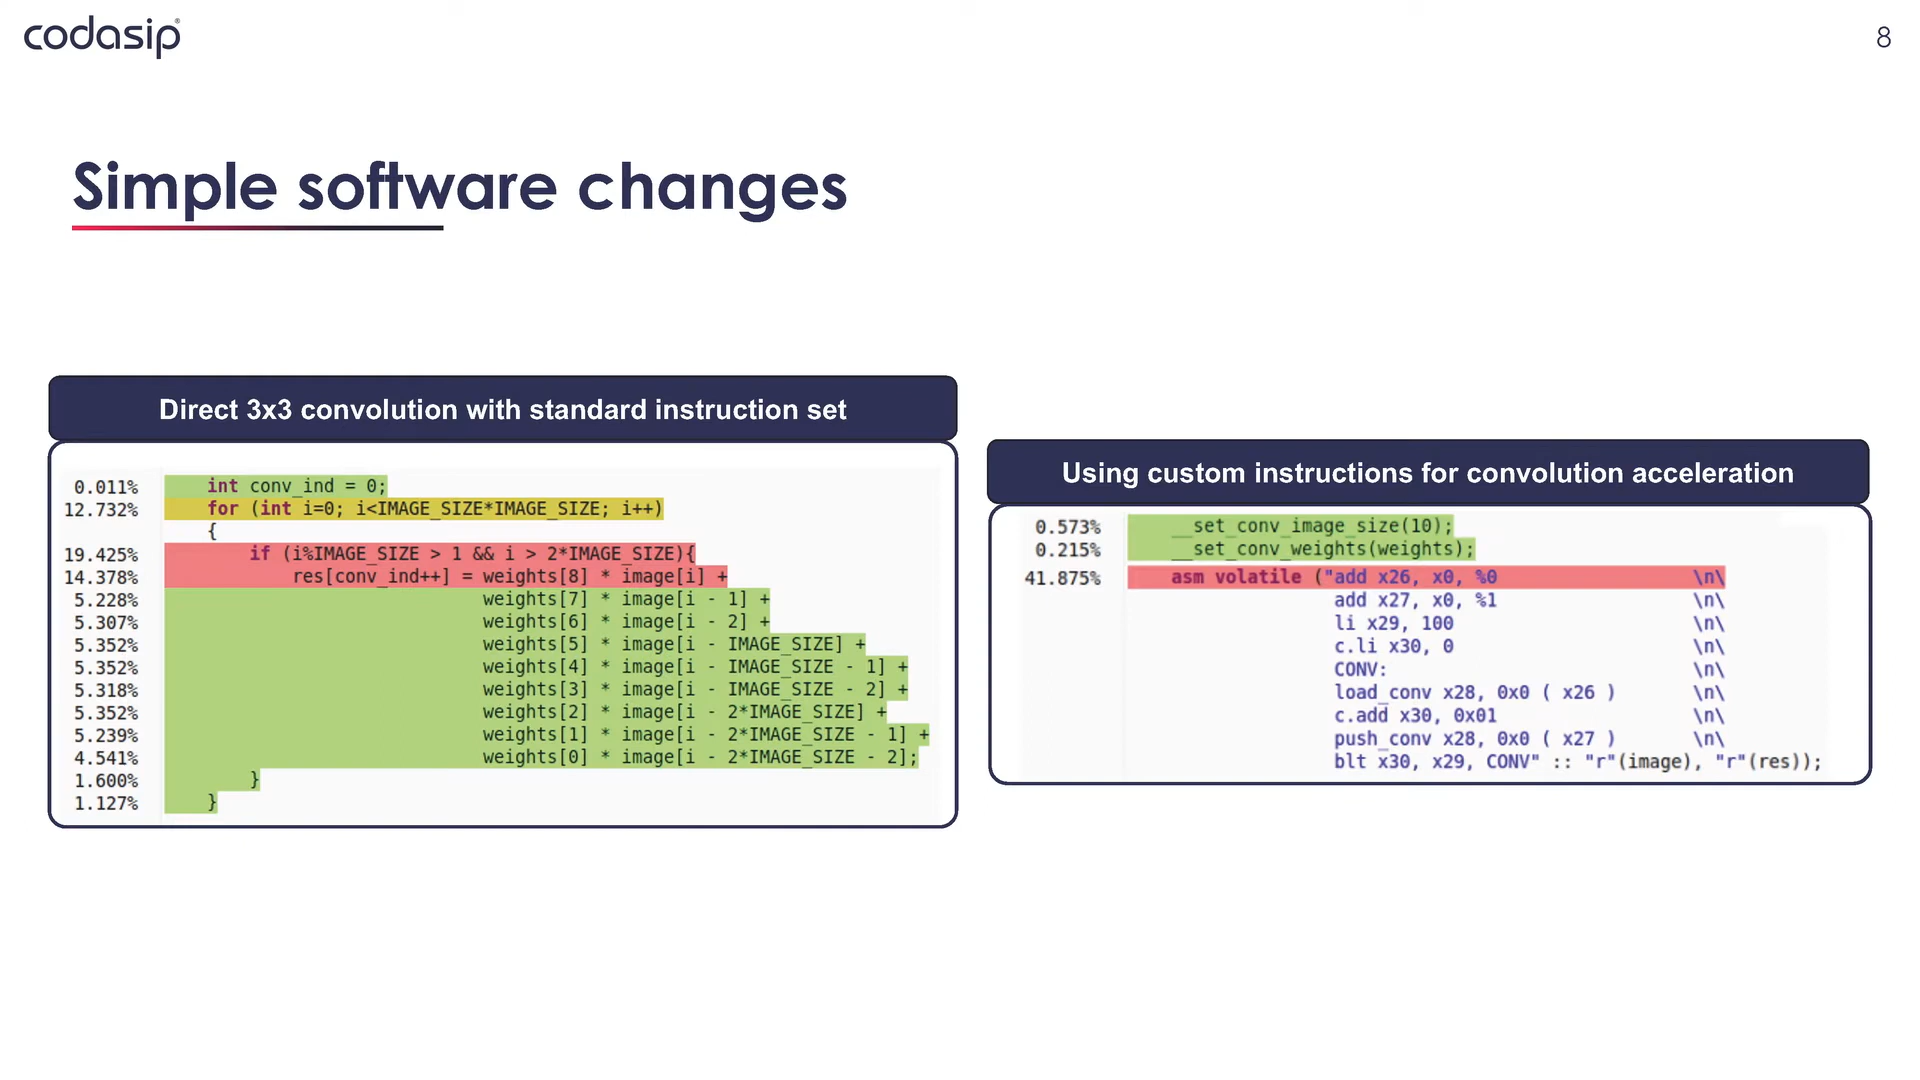 codasip®
8
Simple software changes
Direct 3x3 convolution with standard instruction set
0.011% int conv_ind = 0;
12.732% for (int i=0; i<IMAGE_SIZE*IMAGE_SIZE; i++)
{
19.425% if (i%IMAGE_SIZE > 1 && i > 2*IMAGE_SIZE){
14.378% res[conv_ind++] = weights[8] * image[i] +
5.228% weights[7] * image[i - 1] +
5.307% weights[6] * image[i - 2] +
5.352% weights[5] * image[i - IMAGE_SIZE] +
5.352% weights[4] * image[i - IMAGE_SIZE - 1] +
5.318% weights[3] * image[i - IMAGE_SIZE - 2] +
5.352% weights[2] * image[i - 2*IMAGE_SIZE] +
5.239% weights[1] * image[i - 2*IMAGE_SIZE - 1] +
4.541% weights[0] * image[i - 2*IMAGE_SIZE - 2];
1.600% }
1.127% }
Using custom instructions for convolution acceleration
0.573% __set_conv_image_size(10);
0.215% __set_conv_weights(weights);
41.875% asm volatile ("add x26, x0, %0 \n\
add x27, x0, %1 \n\
li x29, 100 \n\
c.li x30, 0 \n\
CONV: \n\
load_conv x28, 0x0 ( x26 ) \n\
c.add x30, 0x01 \n\
push_conv x28, 0x0 ( x27 ) \n\
blt x30, x29, CONV" :: "r"(image), "r"(res));